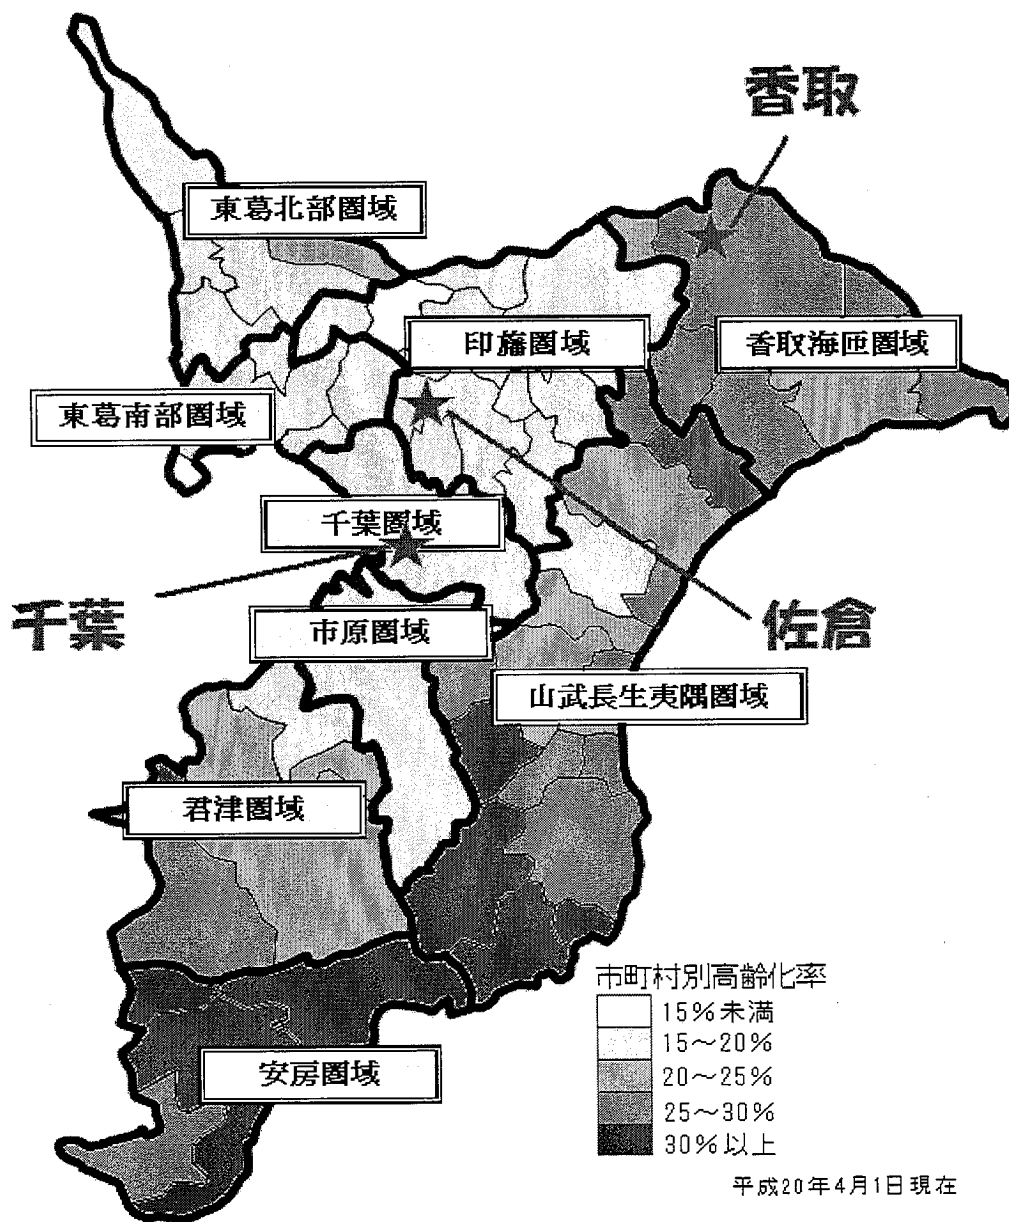 香取
東葛北部圏域
印旛圏域
香取海匝圏域
東葛南部圏域
千葉圏域
千葉
市原圏域
佐倉
山武長生夷隅圏域
君津圏域
安房圏域
市町村別高齢化率
15%未満
15〜20%
20〜25%
25〜30%
30%以上
平成20年4月1日現在